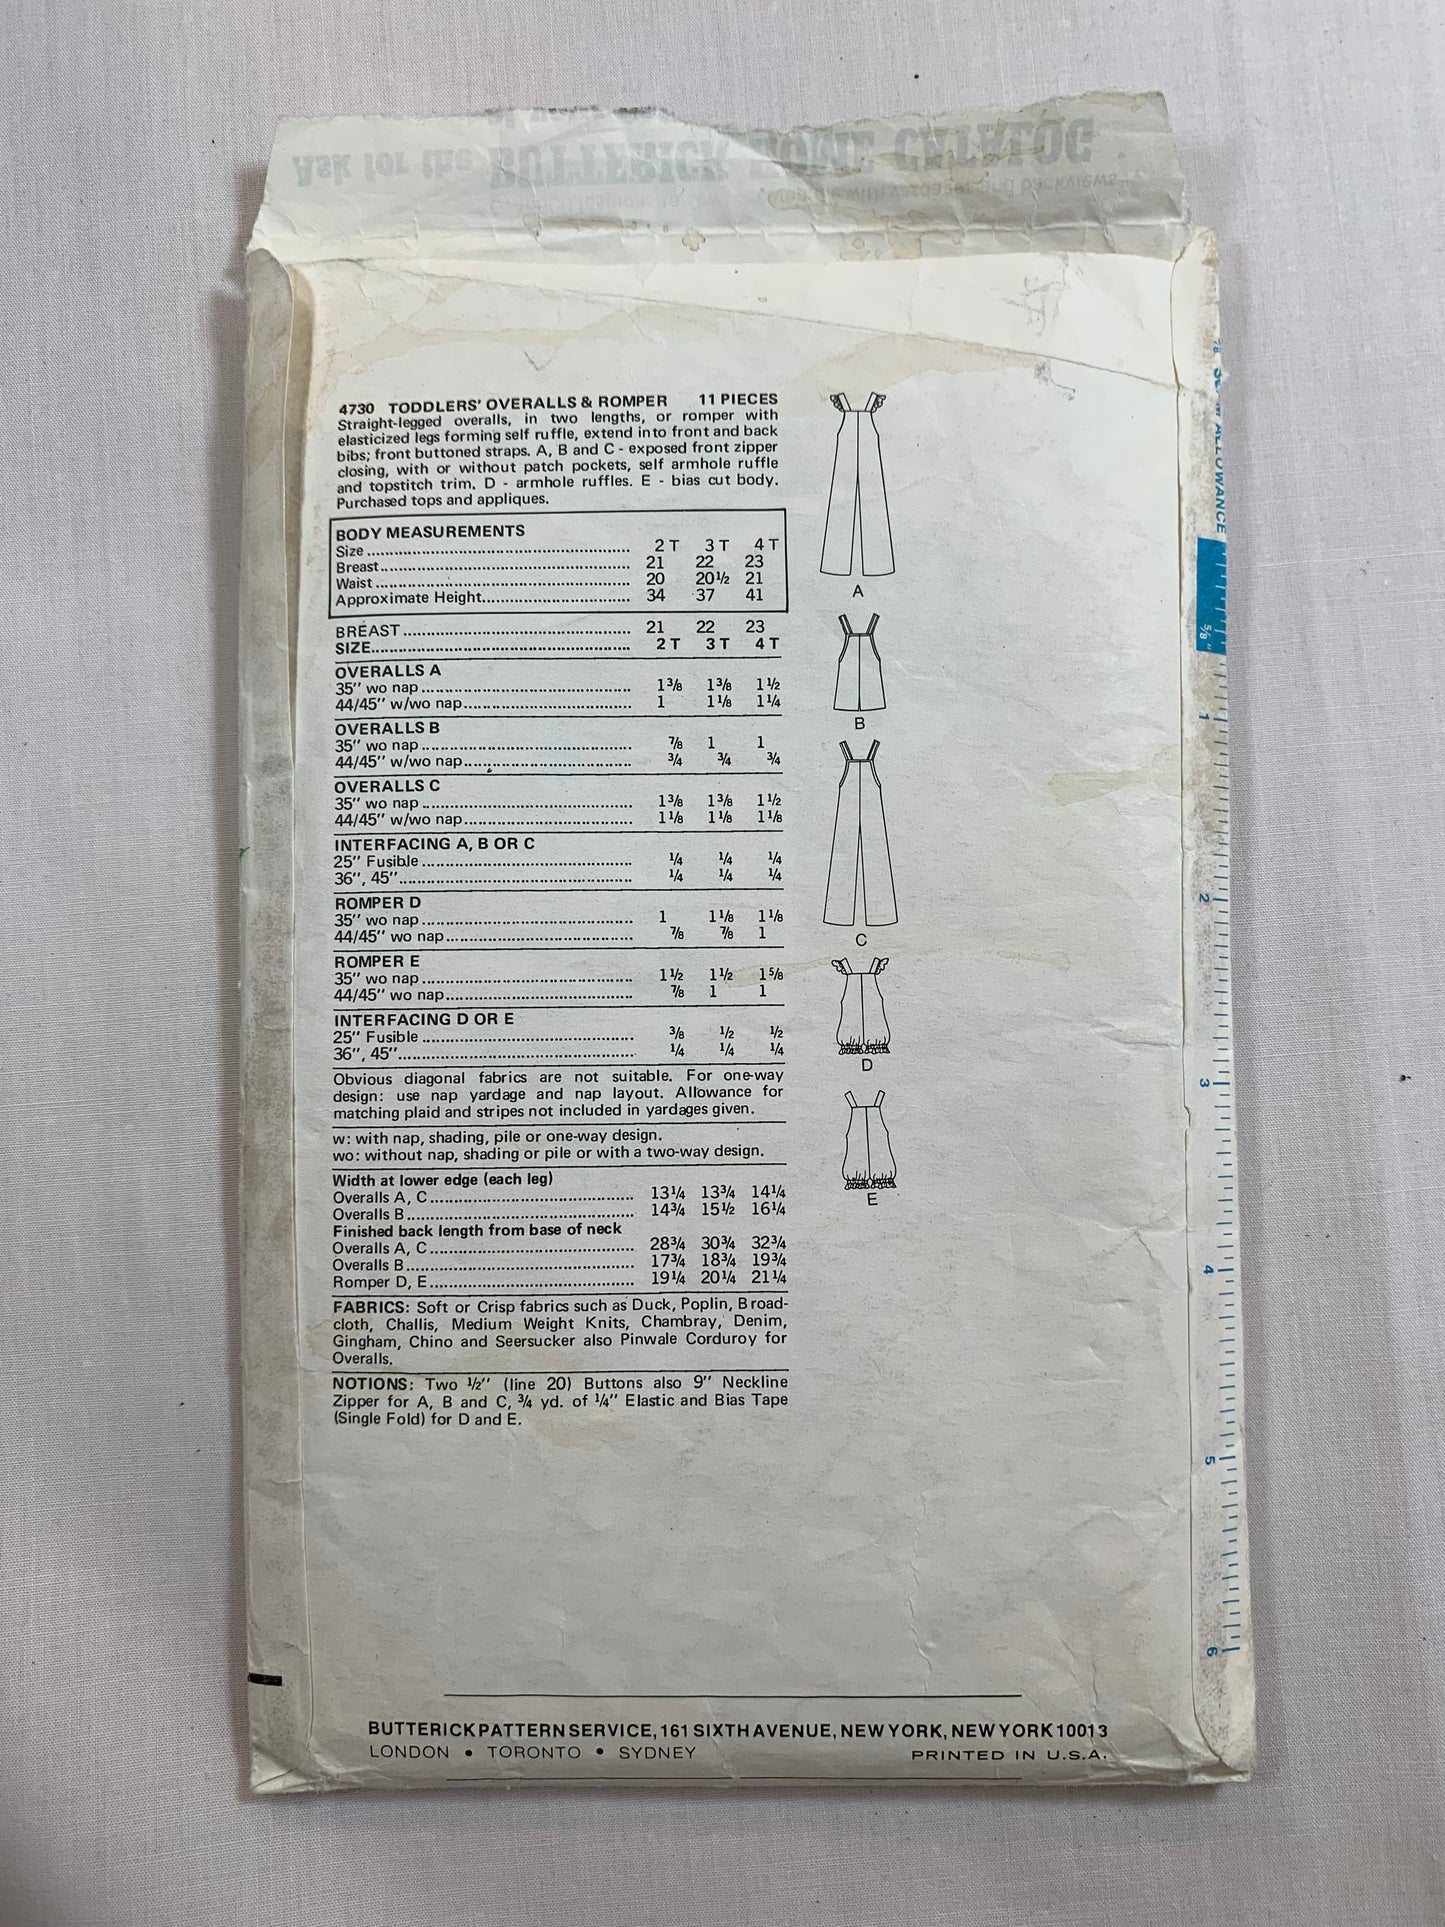 Ask for the BUTTERICK HOME CATALOG
with yardages and backviews
4730 TODDLERS' OVERALLS & ROMPER 11 PIECES
Straight-legged overalls, in two lengths, or romper with
elasticized legs forming self ruffle, extend into front and back
bibs; front buttoned straps. A, B and C - exposed front zipper
closing, with or without patch pockets, self armhole ruffle
and topstitch trim. D - armhole ruffles. E - bias cut body.
Purchased tops and appliques.
BODY MEASUREMENTS
Size 2 T 3 T 4 T
Breast 21 22 23
Waist 20 20½ 21
Approximate Height 34 37 41
BREAST 21 22 23
SIZE 2 T 3 T 4 T
OVERALLS A
35" wo nap 1⅜ 1⅜ 1½
44/45" w/wo nap 1 1⅛ 1¼
OVERALLS B
35" wo nap ⅞ 1 1
44/45" w/wo nap ¾ ¾ ¾
OVERALLS C
35" wo nap 1⅜ 1⅜ 1½
44/45" w/wo nap 1⅛ 1⅛ 1⅛
INTERFACING A, B OR C
25" Fusible ¼ ¼ ¼
36", 45" ¼ ¼ ¼
ROMPER D
35" wo nap 1 1⅛ 1⅛
44/45" wo nap ⅞ ⅞ 1
ROMPER E
35" wo nap 1½ 1½ 1⅝
44/45" wo nap ⅞ 1 1
INTERFACING D OR E
25" Fusible ⅜ ½ ½
36", 45" ¼ ¼ ¼
Obvious diagonal fabrics are not suitable. For one-way
design: use nap yardage and nap layout. Allowance for
matching plaid and stripes not included in yardages given.
w: with nap, shading, pile or one-way design.
wo: without nap, shading or pile or with a two-way design.
Width at lower edge (each leg)
Overalls A, C 13¼ 13¾ 14¼
Overalls B 14¾ 15½ 16¼
Finished back length from base of neck
Overalls A, C 28¾ 30¾ 32¾
Overalls B 17¾ 18¾ 19¾
Romper D, E 19¼ 20¼ 21¼
FABRICS: Soft or Crisp fabrics such as Duck, Poplin, Broad-
cloth, Challis, Medium Weight Knits, Chambray, Denim,
Gingham, Chino and Seersucker also Pinwale Corduroy for
Overalls.
NOTIONS: Two ½" (line 20) Buttons also 9" Neckline
Zipper for A, B and C, ¾ yd. of ¼" Elastic and Bias Tape
(Single Fold) for D and E.
A
B
C
D
E
ALLOWANCE
⅝"
1
2
3
4
5
6
BUTTERICK PATTERN SERVICE, 161 SIXTH AVENUE, NEW YORK, NEW YORK 10013
LONDON • TORONTO • SYDNEY PRINTED IN U.S.A.